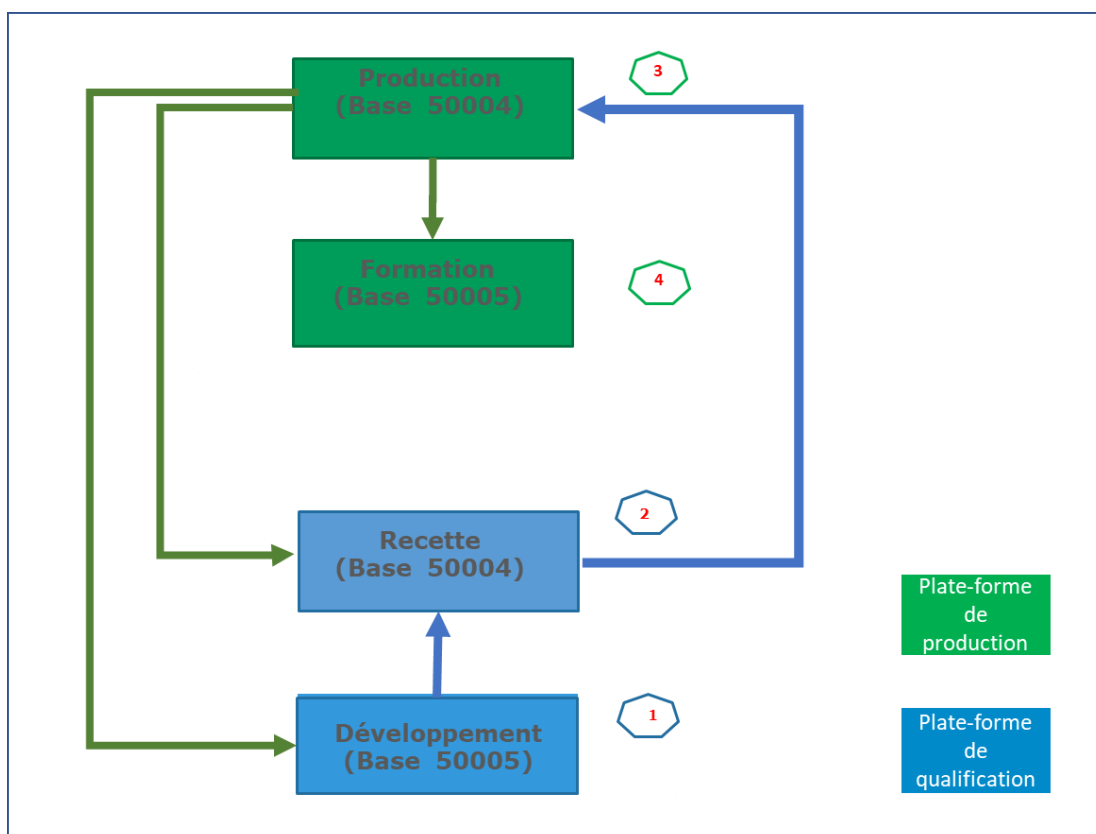 Production
(Base 50004)
3
Formation
(Base 50005)
4
Recette
(Base 50004)
2
Développement
(Base 50005)
1
Plate-forme
de
production
Plate-forme
de
qualification